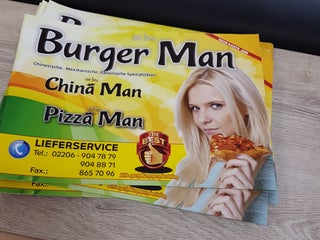 Burger Man
Chinesische, Mexikanische, Italienische Spezialitäten
China Man
Pizza Man
LIEFERSERVICE
Tel.: 02206 - 904 78 79
904 88 71
Fax.: 865 70 96
BEST